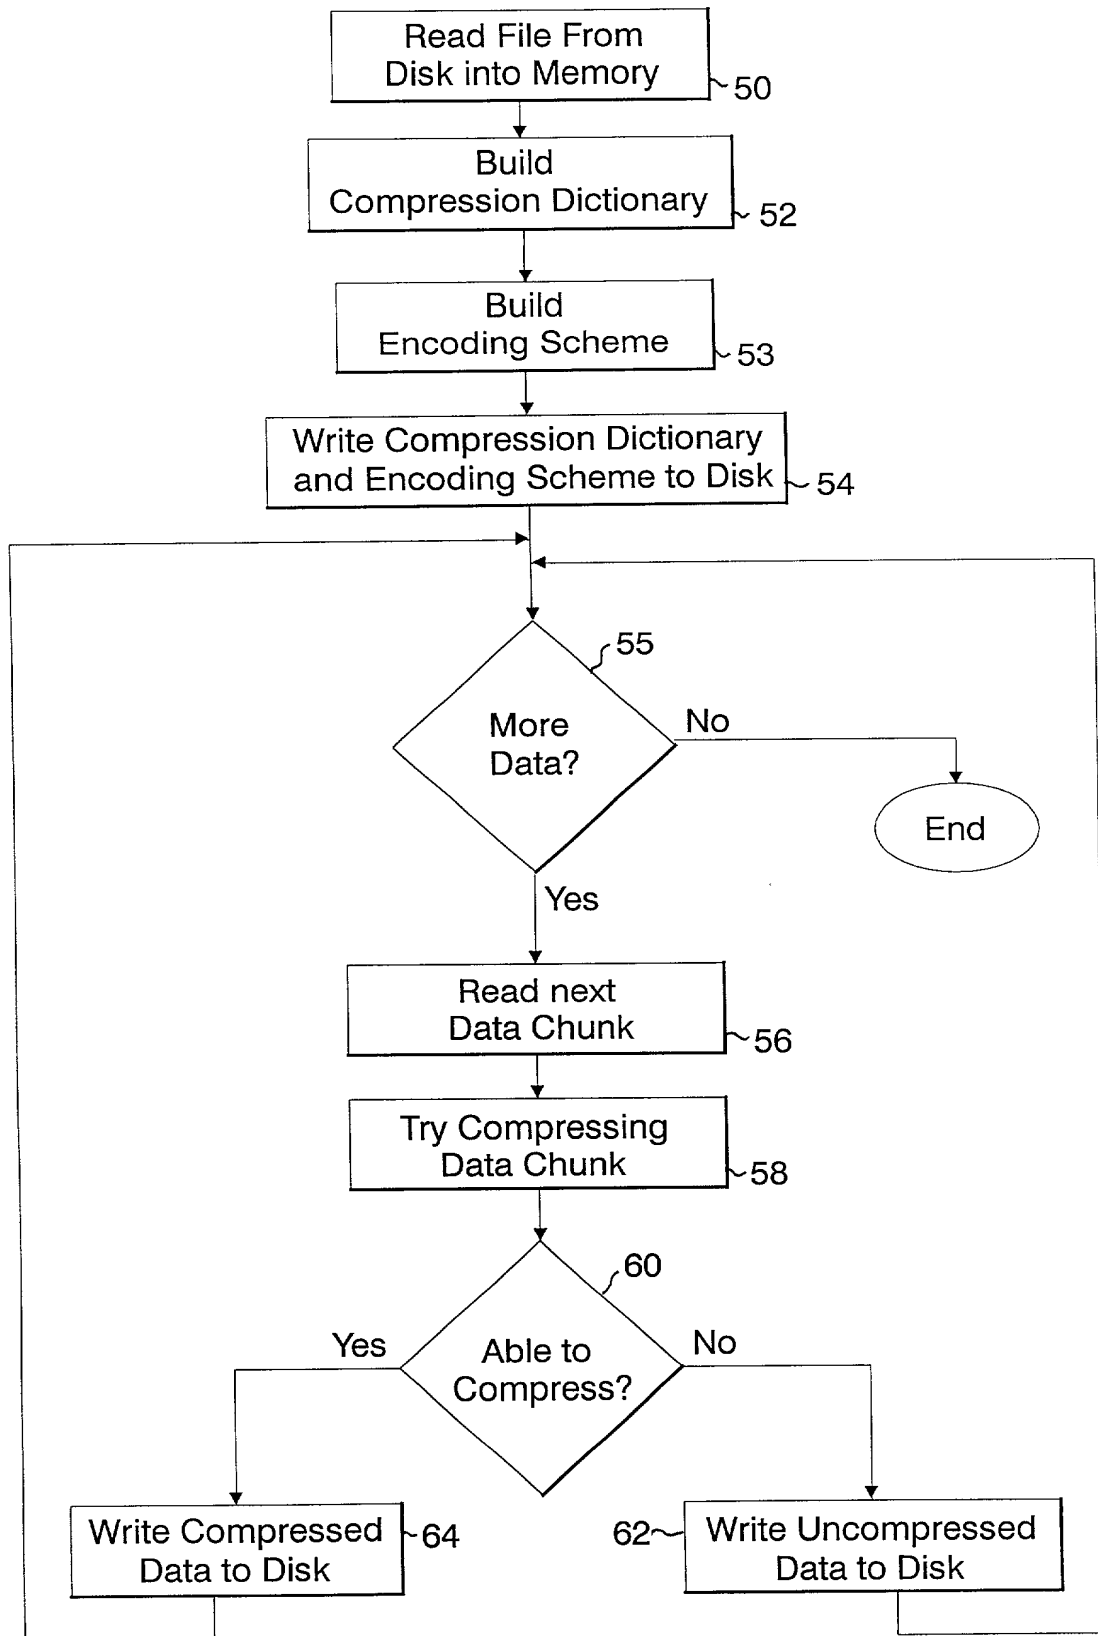 Read File From
Disk into Memory
50
Build
Compression Dictionary
52
Build
Encoding Scheme
53
Write Compression Dictionary
and Encoding Scheme to Disk
54
55
More
Data?
No
End
Yes
Read next
Data Chunk
56
Try Compressing
Data Chunk
58
60
Able to
Compress?
Yes
No
Write Compressed
Data to Disk
64
62
Write Uncompressed
Data to Disk